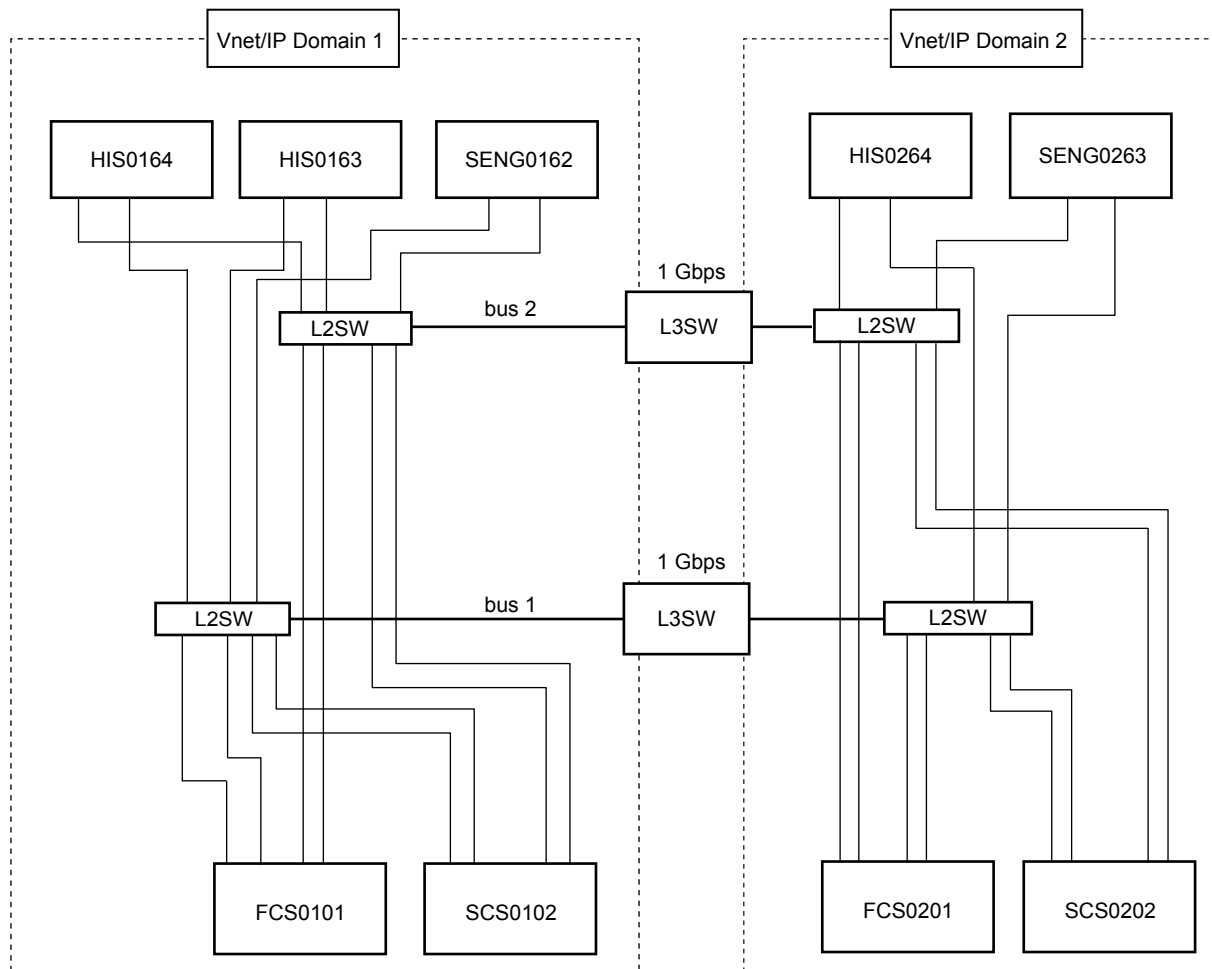 Vnet/IP Domain 1
Vnet/IP Domain 2
HIS0164
HIS0163
SENG0162
HIS0264
SENG0263
1 Gbps
bus 2
L2SW
L3SW
L2SW
1 Gbps
bus 1
L2SW
L3SW
L2SW
FCS0101
SCS0102
FCS0201
SCS0202